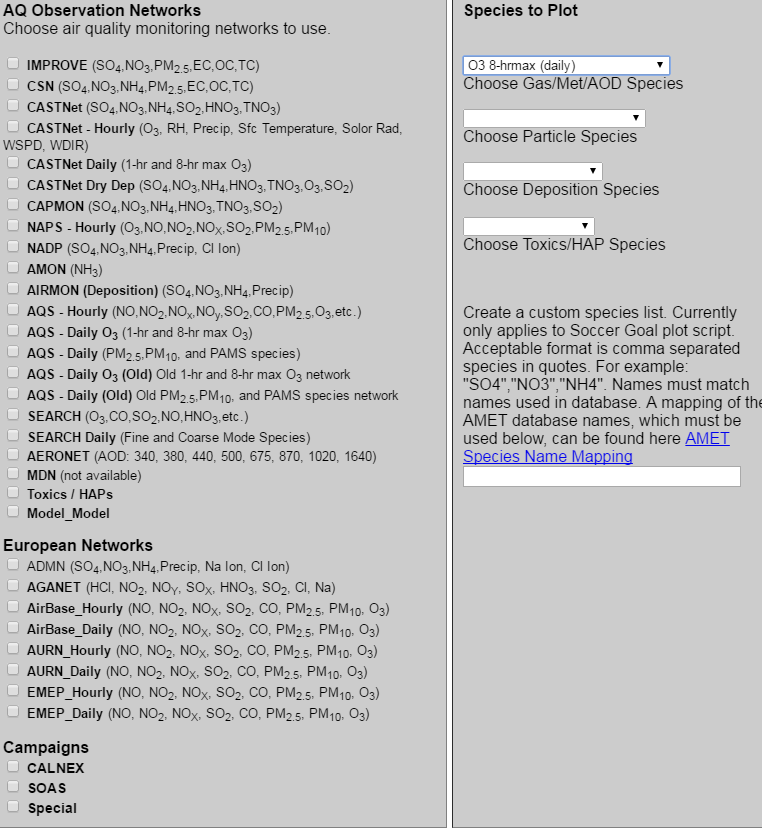 AQ Observation Networks
Choose air quality monitoring networks to use.
IMPROVE (SO4,NO3,PM2.5,EC,OC,TC)
CSN (SO4,NO3,NH4,PM2.5,EC,OC,TC)
CASTNet (SO4,NO3,NH4,SO2,HNO3,TNO3)
CASTNet - Hourly (O3, RH, Precip, Sfc Temperature, Solor Rad,
WSPD, WDIR)
CASTNet Daily (1-hr and 8-hr max O3)
CASTNet Dry Dep (SO4,NO3,NH4,HNO3,TNO3,O3,SO2)
CAPMON (SO4,NO3,NH4,HNO3,TNO3,SO2)
NAPS - Hourly (O3,NO,NO2,NOX,SO2,PM2.5,PM10)
NADP (SO4,NO3,NH4,Precip, Cl Ion)
AMON (NH3)
AIRMON (Deposition) (SO4,NO3,NH4,Precip)
AQS - Hourly (NO,NO2,NOx,NOy,SO2,CO,PM2.5,O3,etc.)
AQS - Daily O3 (1-hr and 8-hr max O3)
AQS - Daily (PM2.5,PM10, and PAMS species)
AQS - Daily O3 (Old) Old 1-hr and 8-hr max O3 network
AQS - Daily (Old) Old PM2.5,PM10, and PAMS species network
SEARCH (O3,CO,SO2,NO,HNO3,etc.)
SEARCH Daily (Fine and Coarse Mode Species)
AERONET (AOD: 340, 380, 440, 500, 675, 870, 1020, 1640)
MDN (not available)
Toxics / HAPs
Model_Model
European Networks
ADMN (SO4,NO3,NH4,Precip, Na Ion, Cl Ion)
AGANET (HCl, NO2, NOY, SOX, HNO3, SO2, Cl, Na)
AirBase_Hourly (NO, NO2, NOX, SO2, CO, PM2.5, PM10, O3)
AirBase_Daily (NO, NO2, NOX, SO2, CO, PM2.5, PM10, O3)
AURN_Hourly (NO, NO2, NOX, SO2, CO, PM2.5, PM10, O3)
AURN_Daily (NO, NO2, NOX, SO2, CO, PM2.5, PM10, O3)
EMEP_Hourly (NO, NO2, NOX, SO2, CO, PM2.5, PM10, O3)
EMEP_Daily (NO, NO2, NOX, SO2, CO, PM2.5, PM10, O3)
Campaigns
CALNEX
SOAS
Special
Species to Plot
O3 8-hrmax (daily)
Choose Gas/Met/AOD Species
Choose Particle Species
Choose Deposition Species
Choose Toxics/HAP Species
Create a custom species list. Currently
only applies to Soccer Goal plot script.
Acceptable format is comma separated
species in quotes. For example:
"SO4","NO3","NH4". Names must match
names used in database. A mapping of the
AMET database names, which must be
used below, can be found here AMET
Species Name Mapping